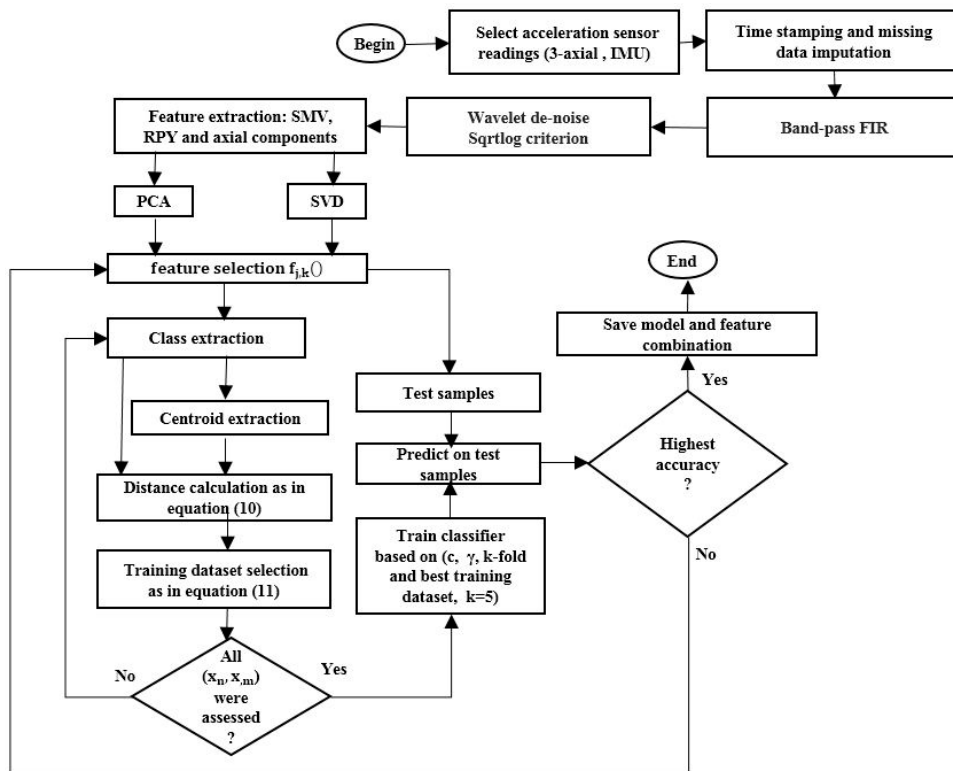 Begin
Select acceleration sensor
readings (3-axial , IMU)
Time stamping and missing
data imputation
Band-pass FIR
Wavelet de-noise
Sqrtlog criterion
Feature extraction: SMV,
RPY and axial components
PCA
SVD
feature selection f_{j,k}()
Class extraction
Centroid extraction
Distance calculation as in
equation (10)
Training dataset selection
as in equation (11)
All
(x_n, x_{,m})
were
assessed
?
No
Yes
Train classifier
based on (c, γ, k-fold
and best training
dataset, k=5)
Test samples
Predict on test
samples
Highest
accuracy
?
Yes
No
Save model and feature
combination
End